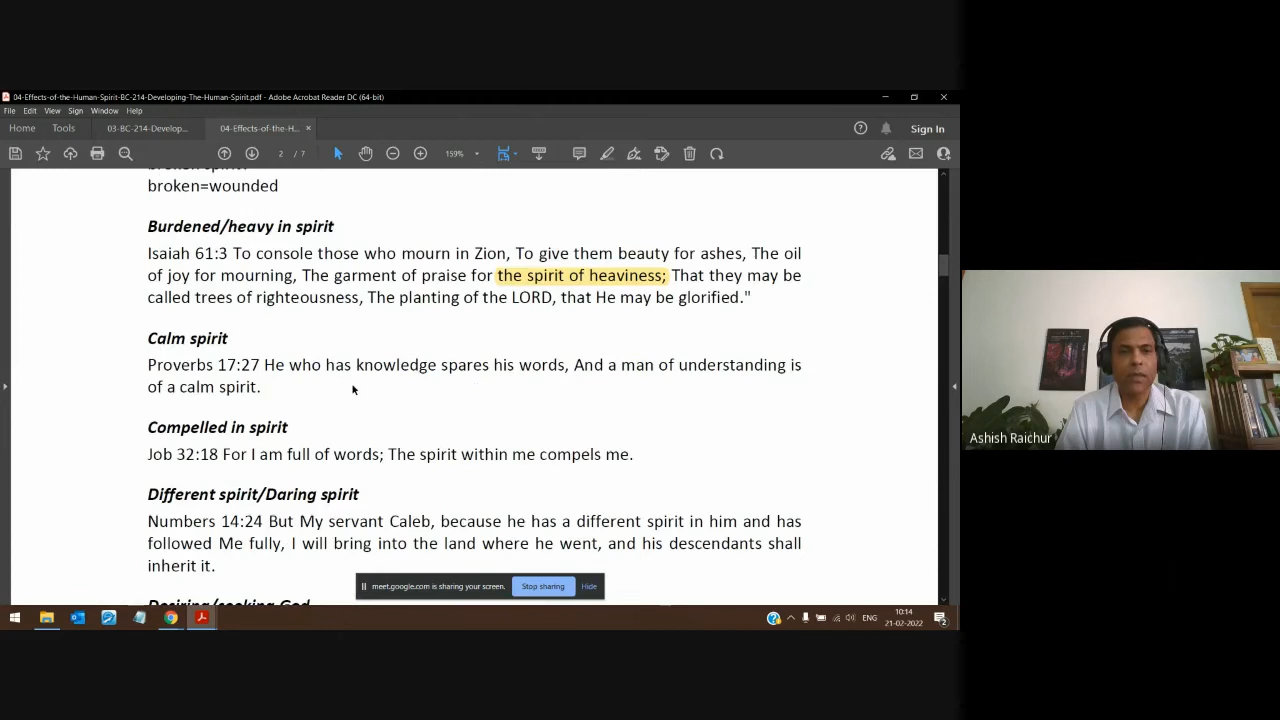 04-Effects-of-the-Human-Spirit-BC-214-Developing-The-Human-Spirit.pdf - Adobe Acrobat Reader DC (64-bit)
File Edit View Sign Window Help
Home Tools 03-BC-214-Develop... 04-Effects-of-the-H... × Sign In
2 / 7 159%
broken=wounded
Burdened/heavy in spirit
Isaiah 61:3 To console those who mourn in Zion, To give them beauty for ashes, The oil
of joy for mourning, The garment of praise for the spirit of heaviness; That they may be
called trees of righteousness, The planting of the LORD, that He may be glorified."
Calm spirit
Proverbs 17:27 He who has knowledge spares his words, And a man of understanding is
of a calm spirit.
Compelled in spirit
Job 32:18 For I am full of words; The spirit within me compels me.
Different spirit/Daring spirit
Numbers 14:24 But My servant Caleb, because he has a different spirit in him and has
followed Me fully, I will bring into the land where he went, and his descendants shall
inherit it.
meet.google.com is sharing your screen. Stop sharing Hide
Desiring/seeking God
ENG 10:14
21-02-2022
Ashish Raichur